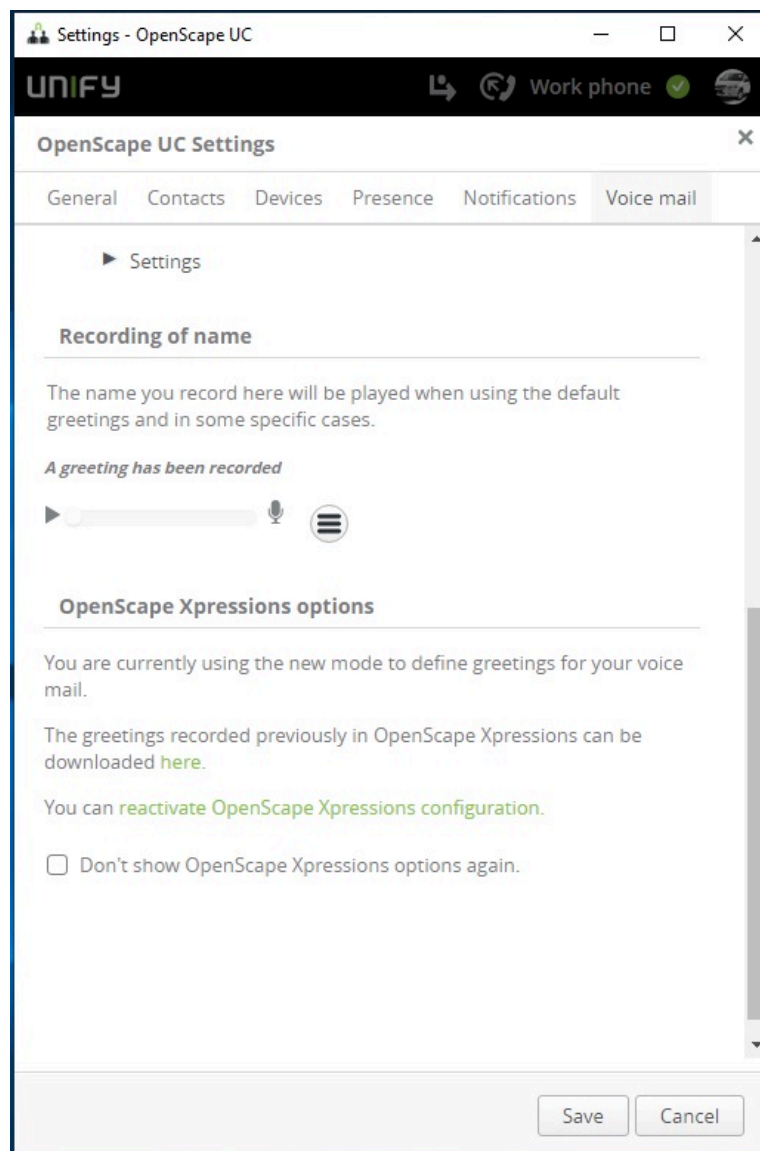 Settings - OpenScape UC
UNIFY
Work phone
OpenScape UC Settings
General Contacts Devices Presence Notifications Voice mail
Settings
Recording of name
The name you record here will be played when using the default
greetings and in some specific cases.
A greeting has been recorded
OpenScape Xpressions options
You are currently using the new mode to define greetings for your voice
mail.
The greetings recorded previously in OpenScape Xpressions can be
downloaded here.
You can reactivate OpenScape Xpressions configuration.
Don't show OpenScape Xpressions options again.
Save Cancel